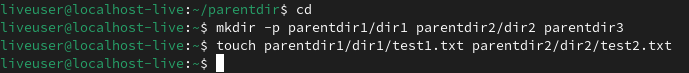 liveuser@localhost-live:~/parentdir$ cd
liveuser@localhost-live:~$ mkdir -p parentdir1/dir1 parentdir2/dir2 parentdir3
liveuser@localhost-live:~$ touch parentdir1/dir1/test1.txt parentdir2/dir2/test2.txt
liveuser@localhost-live:~$